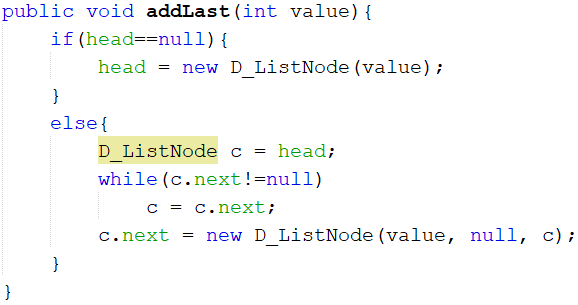 public void addLast(int value){
    if(head==null){
        head = new D_ListNode(value);
    }
    else{
        D_ListNode c = head;
        while(c.next!=null)
            c = c.next;
        c.next = new D_ListNode(value, null, c);
    }
}